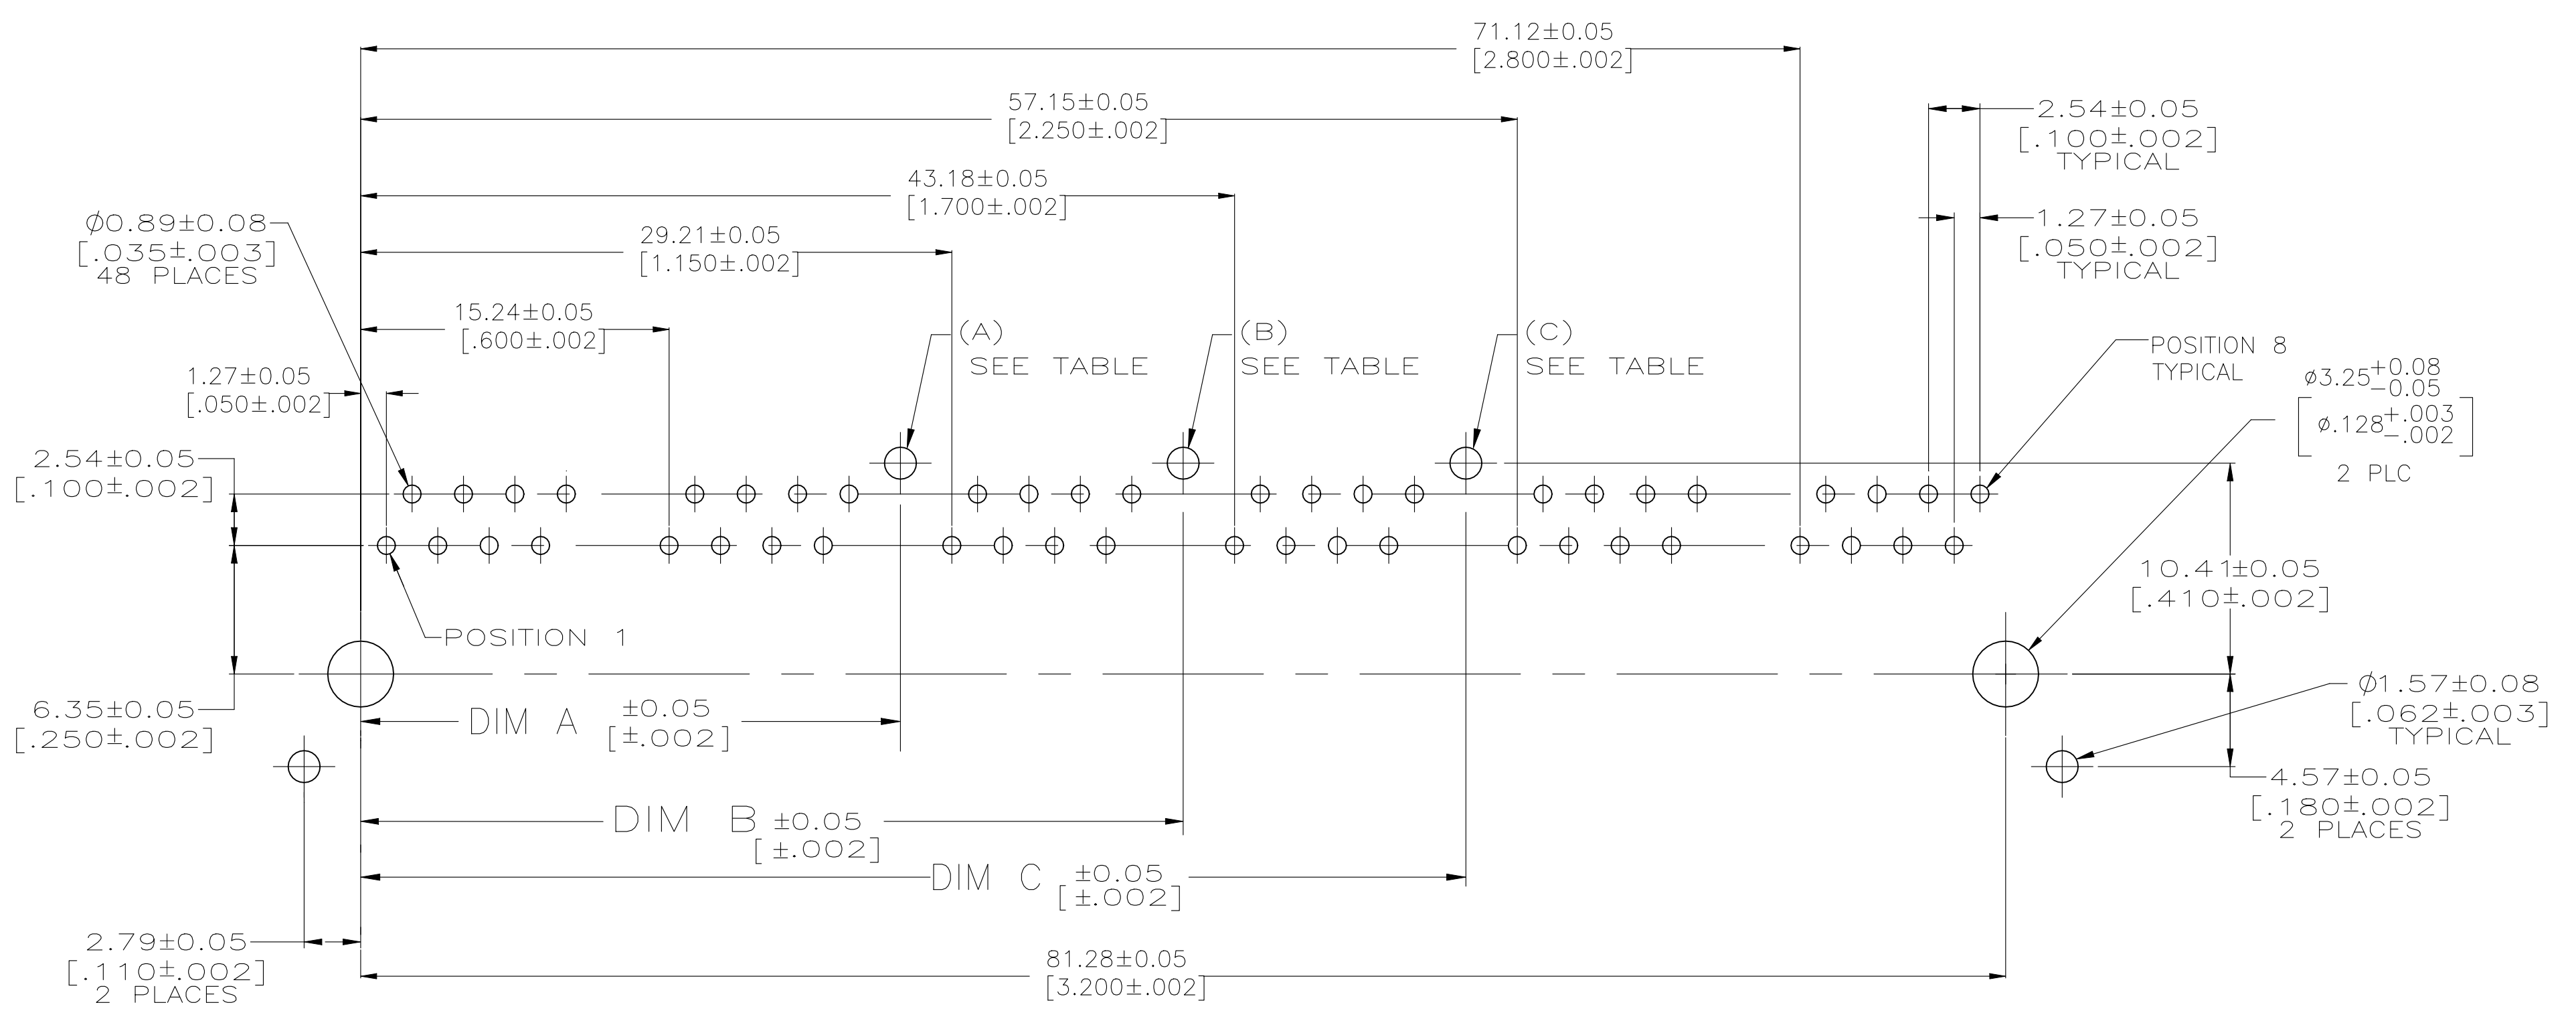 71.12±0.05
[2.800±.002]
57.15±0.05
[2.250±.002]
2.54±0.05
[.100±.002]
TYPICAL
43.18±0.05
[1.700±.002]
Ø0.89±0.08
[.035±.003]
48 PLACES
1.27±0.05
[.050±.002]
TYPICAL
29.21±0.05
[1.150±.002]
15.24±0.05
[.600±.002]
(A)
SEE TABLE
(B)
SEE TABLE
(C)
SEE TABLE
POSITION 8
TYPICAL
1.27±0.05
[.050±.002]
ø3.25+0.08
−0.05
[ø.128+.003
−.002]
2 PLC
2.54±0.05
[.100±.002]
10.41±0.05
[.410±.002]
POSITION 1
6.35±0.05
[.250±.002]
DIM A ±0.05
[±.002]
Ø1.57±0.08
[.062±.003]
TYPICAL
4.57±0.05
[.180±.002]
2 PLACES
DIM B ±0.05
[±.002]
DIM C ±0.05
[±.002]
2.79±0.05
[.110±.002]
2 PLACES
81.28±0.05
[3.200±.002]